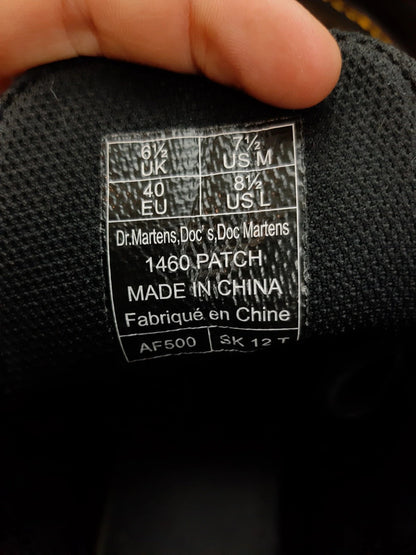 6½ 7½
UK US M
40 8½
EU US L
Dr.Martens,Doc's,Doc Martens
1460 PATCH
MADE IN CHINA
Fabriqué en Chine
AF500 SK 12 T